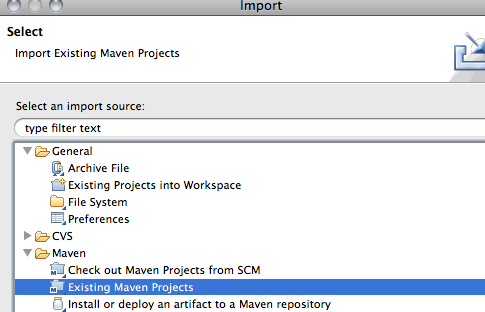 Import
Select
Import Existing Maven Projects
Select an import source:
type filter text
General
Archive File
Existing Projects into Workspace
File System
Preferences
CVS
Maven
Check out Maven Projects from SCM
Existing Maven Projects
Install or deploy an artifact to a Maven repository